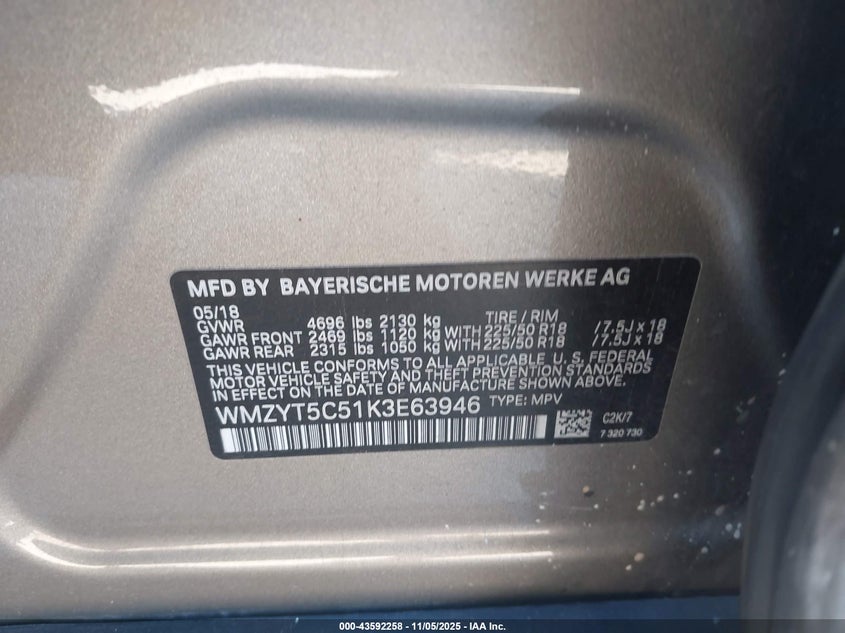 MFD BY BAYERISCHE MOTOREN WERKE AG
05/18 TIRE / RIM
GVWR 4696 lbs 2130 kg
GAWR FRONT 2469 lbs 1120 kg WITH 225/50 R18 /7.5J x 18
GAWR REAR 2315 lbs 1050 kg WITH 225/50 R18 /7.5J x 18
THIS VEHICLE CONFORMS TO ALL APPLICABLE U. S. FEDERAL
MOTOR VEHICLE SAFETY AND THEFT PREVENTION STANDARDS
IN EFFECT ON THE DATE OF MANUFACTURE SHOWN ABOVE.
WMZYT5C51K3E63946 TYPE: MPV
C2K/7
7 320 730
000-43592258 - 11/05/2025 - IAA Inc.